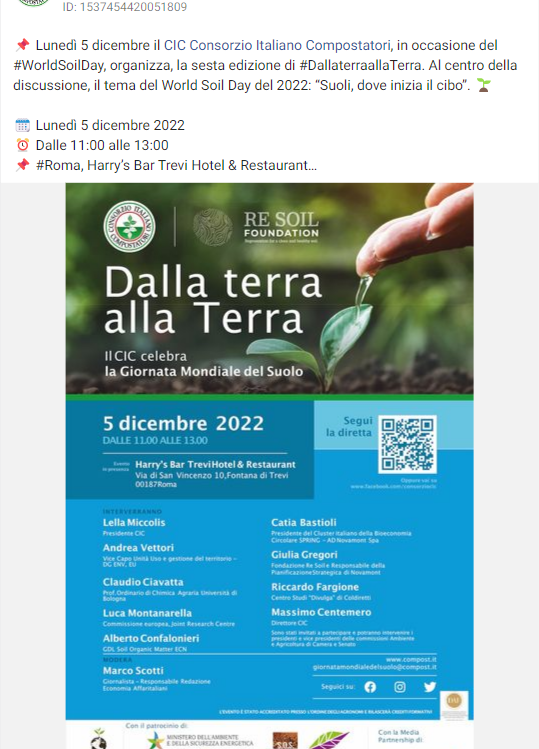 ID: 1537454420051809
📌 Lunedì 5 dicembre il CIC Consorzio Italiano Compostatori, in occasione del
#WorldSoilDay, organizza, la sesta edizione di #DallaterraallaTerra. Al centro della
discussione, il tema del World Soil Day del 2022: “Suoli, dove inizia il cibo”. 🌱
🗓️ Lunedì 5 dicembre 2022
⏰ Dalle 11:00 alle 13:00
📌 #Roma, Harry’s Bar Trevi Hotel & Restaurant…
CONSORZIO ITALIANO COMPOSTATORI
RE SOIL
FOUNDATION
Dalla terra
alla Terra
Il CIC celebra
la Giornata Mondiale del Suolo
5 dicembre 2022
DALLE 11.00 ALLE 13.00
Segui
la diretta
Evento
in presenza
Harry's Bar TreviHotel & Restaurant
Via di San Vincenzo 10,Fontana di Trevi
00187Roma
Oppure vai su
www.facebook.com/
INTERVERRANNO
Lella Miccolis
Presidente CIC
Andrea Vettori
Vice Capo Unità Uso e gestione del territorio –
DG ENV, EU
Claudio Ciavatta
Prof.Ordinario di Chimica Agraria Università di
Bologna
Luca Montanarella
Commissione europea, Joint Research Centre
Alberto Confalonieri
GDL Soil Organic Matter ECN
MODERA
Marco Scotti
Giornalista – Responsabile Redazione
Economia Affaritaliani
Catia Bastioli
Presidente del Cluster Italiano della Bioeconomia
Circolare SPRING – AD Novamont Spa
Giulia Gregori
Fondazione Re Soil e Responsabile della
PianificazioneStrategica di Novamont
Riccardo Fargione
Centro Studi "Divulga" di Coldiretti
Massimo Centemero
Direttore CIC
Sono stati invitati a partecipare e potranno intervenire i
presidenti e vice presidenti delle commissioni Ambiente
e Agricoltura di Camera e Senato
www.compost.it
giornatamondialedelsuolo@compost.it
Seguici su:
L'EVENTO È STATO ACCREDITATO PRESSO L'ORDINE DEGLI AGRONOMI E RILASCERÀ CREDITI FORMATIVI
Con il patrocinio di:
MINISTERO DELL'AMBIENTE
E DELLA SICUREZZA ENERGETICA
SOS
Con la Media
Partnership di